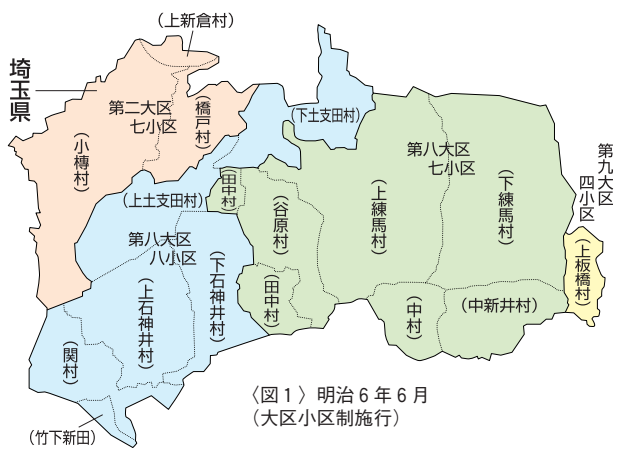 （上新倉村）
埼玉県
第二大区
七小区
（橋戸村）
（小榑村）
（下土支田村）
第八大区
七小区
（上練馬村）
（下練馬村）
第九大区
四小区
（上板橋村）
（田中村）
（谷原村）
（上土支田村）
第八大区
八小区
（下石神井村）
（上石神井村）
（田中村）
（中村）
（中新井村）
（関村）
（竹下新田）
〈図１〉明治６年６月
（大区小区制施行）